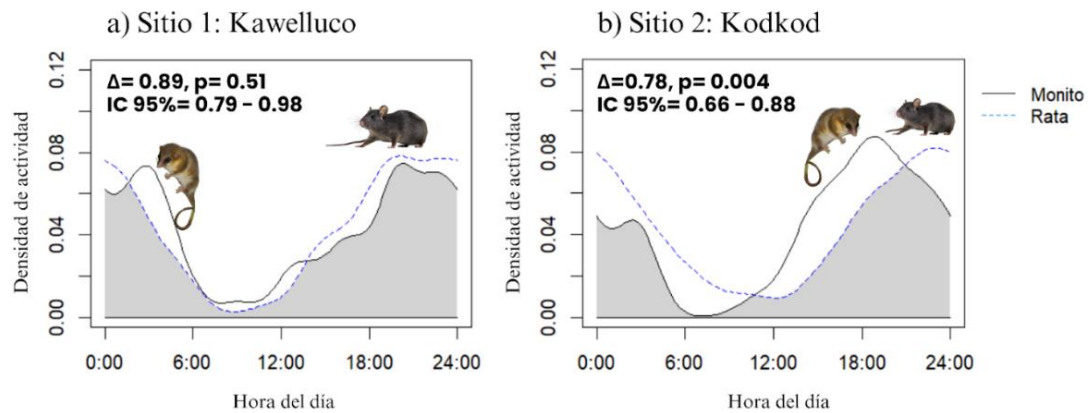 a) Sitio 1: Kawelluco
Δ= 0.89, p= 0.51
IC 95%= 0.79 - 0.98
Densidad de actividad
0.12
0.08
0.04
0.00
0:00 6:00 12:00 18:00 24:00
Hora del día
b) Sitio 2: Kodkod
Δ=0.78, p= 0.004
IC 95%= 0.66 - 0.88
Densidad de actividad
0.12
0.08
0.04
0.00
0:00 6:00 12:00 18:00 24:00
Hora del día
Monito
Rata